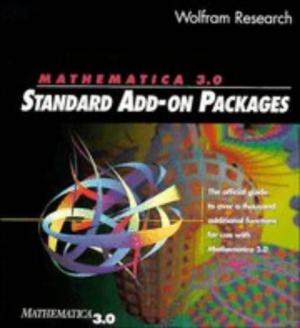 Wolfram Research
MATHEMATICA 3.0
STANDARD ADD-ON PACKAGES
The official guide
to over a thousand
additional functions
for use with
Mathematica 3.0
MATHEMATICA 3.0